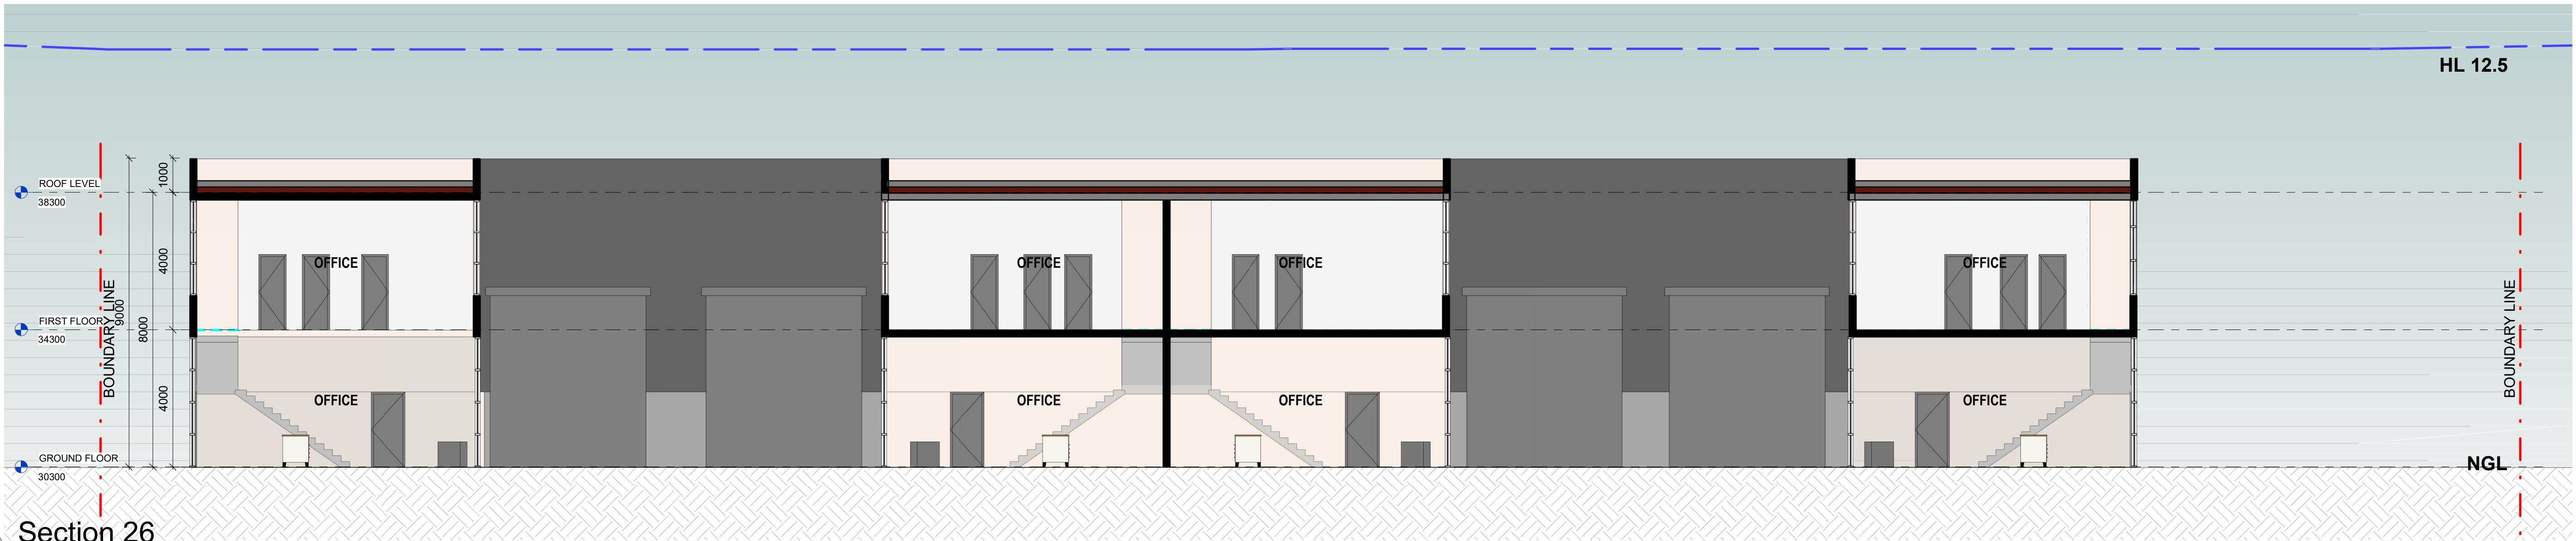 HL 12.5
ROOF LEVEL
38300
1000
4000
OFFICE
OFFICE
OFFICE
OFFICE
FIRST FLOOR
34300
BOUNDARY LINE
9000
8000
BOUNDARY LINE
4000
OFFICE
OFFICE
OFFICE
OFFICE
GROUND FLOOR
30300
NGL
Section 26